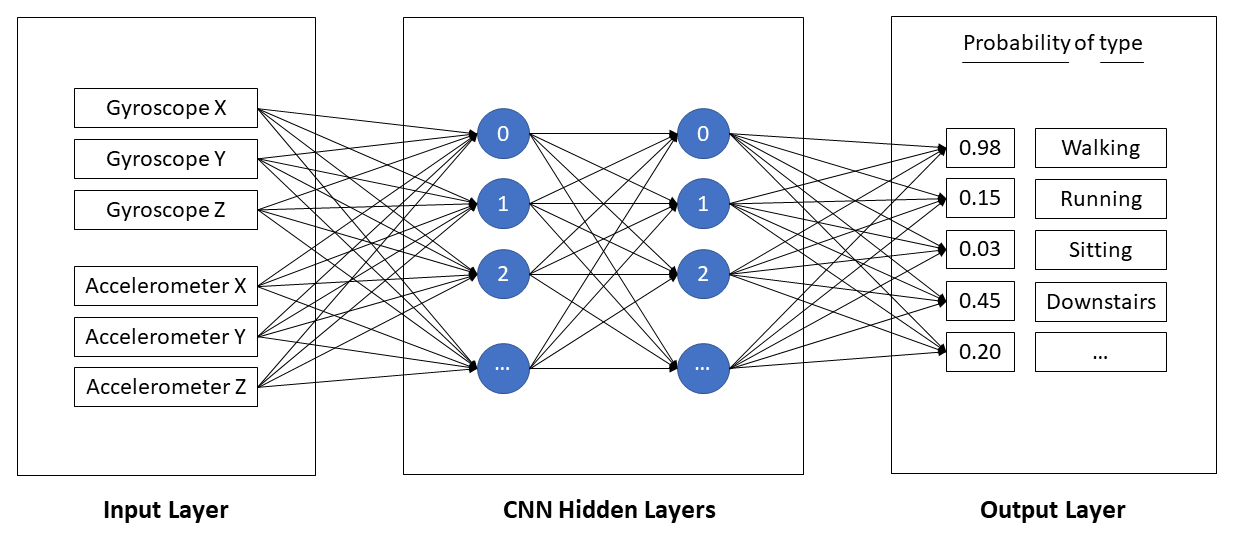 Probability of type
Gyroscope X
Gyroscope Y
Gyroscope Z
Accelerometer X
Accelerometer Y
Accelerometer Z
0
1
2
...
0
1
2
...
0.98 Walking
0.15 Running
0.03 Sitting
0.45 Downstairs
0.20 ...
Input Layer
CNN Hidden Layers
Output Layer